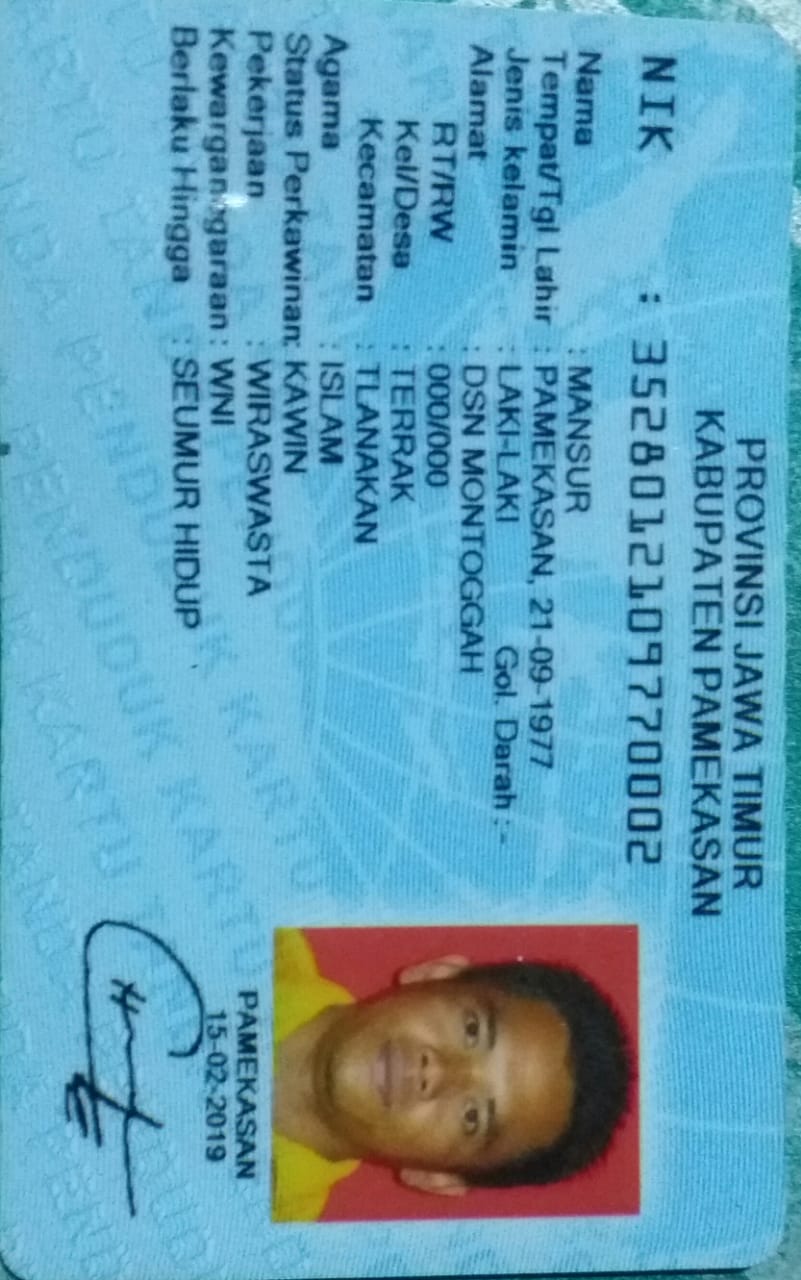 PROVINSI JAWA TIMUR
KABUPATEN PAMEKASAN
NIK : 3528012109770002
Nama : MANSUR
Tempat/Tgl Lahir : PAMEKASAN, 21-09-1977
Jenis kelamin : LAKI-LAKI Gol. Darah : -
Alamat : DSN MONTOGGAH
RT/RW : 000/000
Kel/Desa : TERRAK
Kecamatan : TLANAKAN
Agama : ISLAM
Status Perkawinan: KAWIN
Pekerjaan : WIRASWASTA
Kewarganegaraan : WNI
Berlaku Hingga : SEUMUR HIDUP
PAMEKASAN
15-02-2019